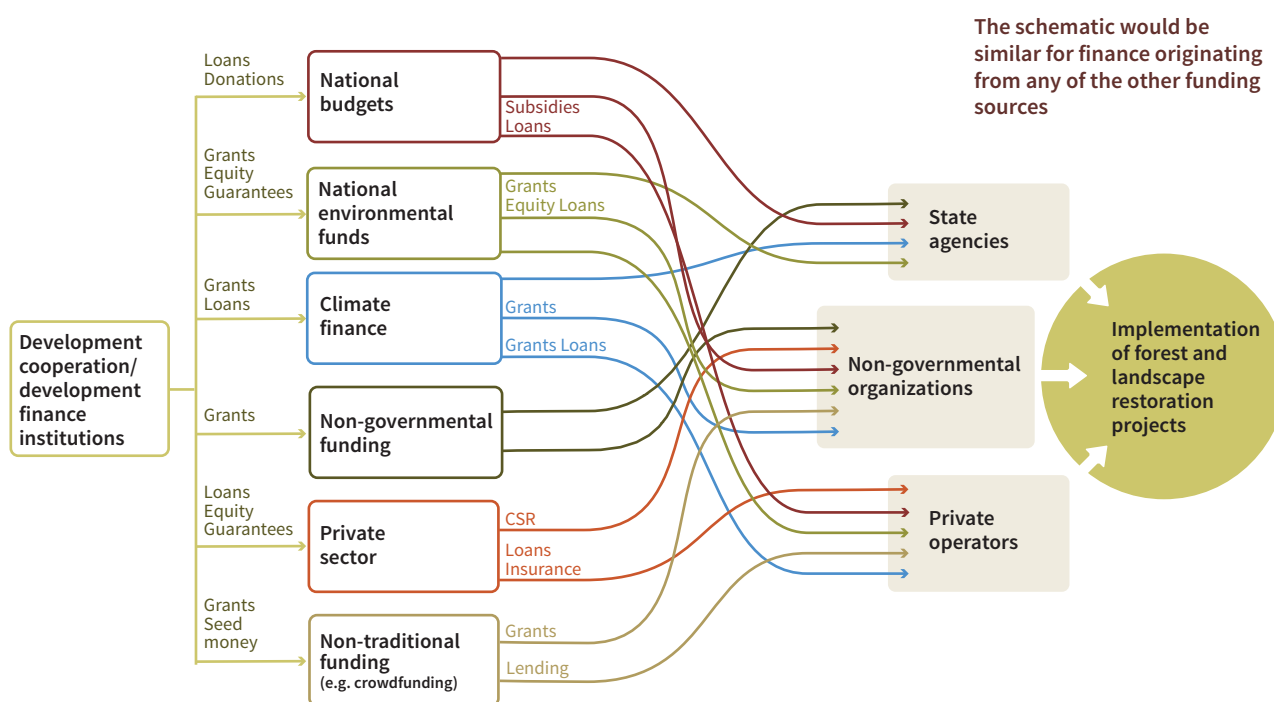 The schematic would be
similar for finance originating
from any of the other funding
sources
Development
cooperation/
development
finance
institutions
Loans
Donations
Grants
Equity
Guarantees
Grants
Loans
Grants
Loans
Equity
Guarantees
Grants
Seed
money
National
budgets
Subsidies
Loans
National
environmental
funds
Grants
Equity Loans
Climate
finance
Grants
Grants Loans
Non-governmental
funding
Private
sector
CSR
Loans
Insurance
Non-traditional
funding
(e.g. crowdfunding)
Grants
Lending
State
agencies
Non-governmental
organizations
Private
operators
Implementation
of forest and
landscape
restoration
projects